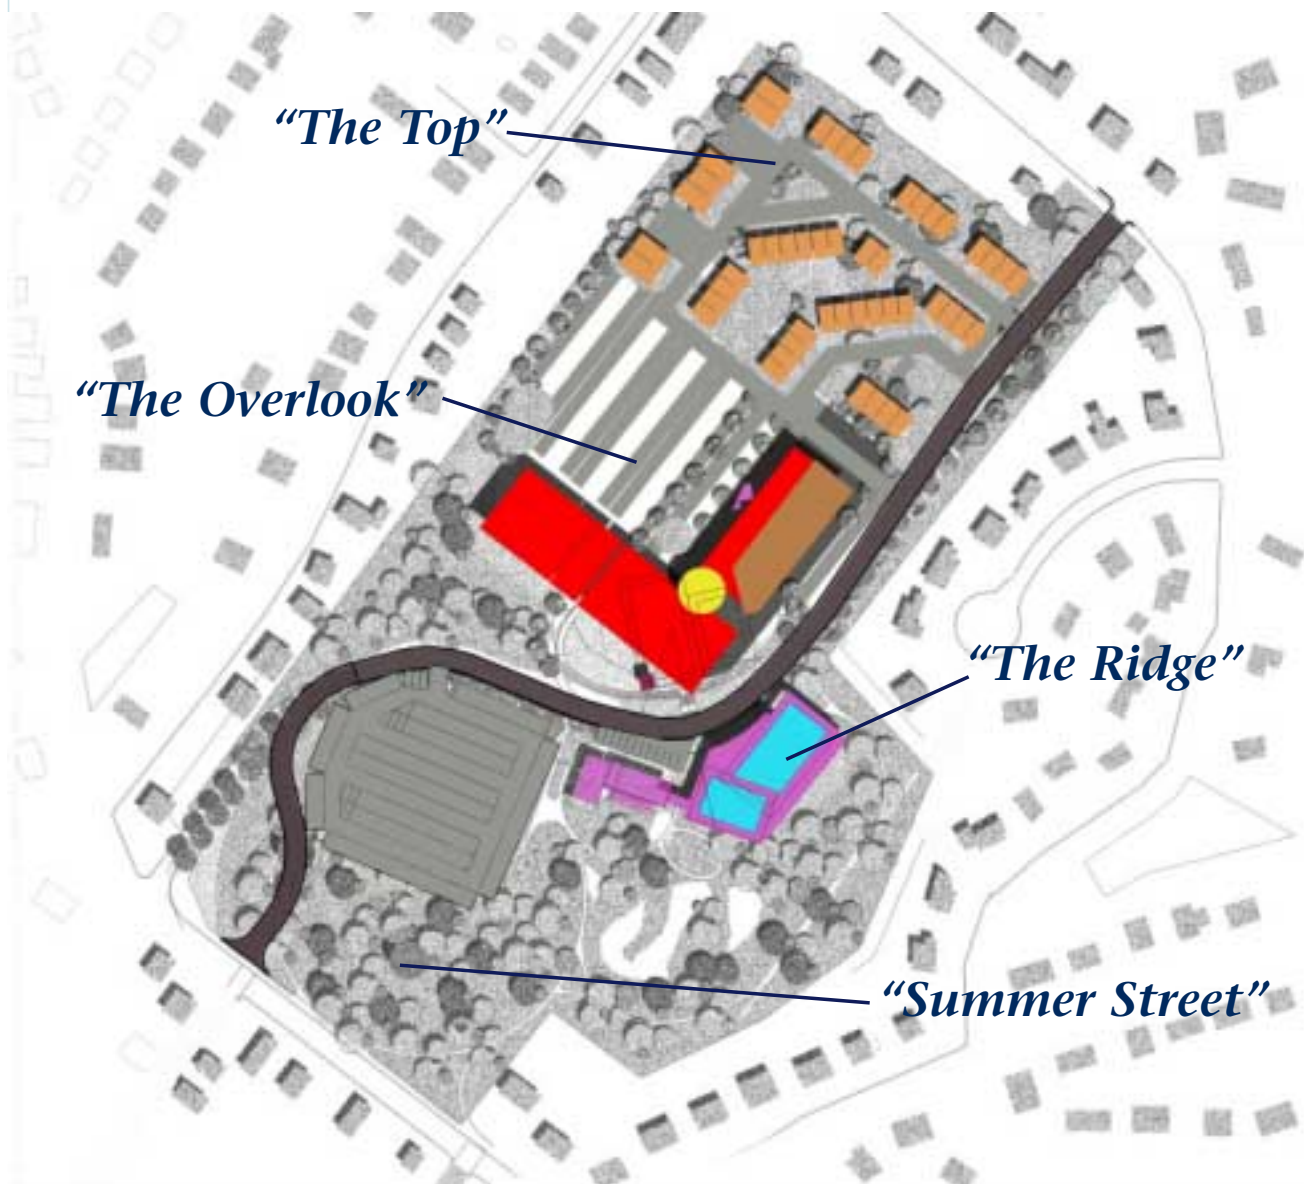 “The Top”
“The Overlook”
“The Ridge”
“Summer Street”